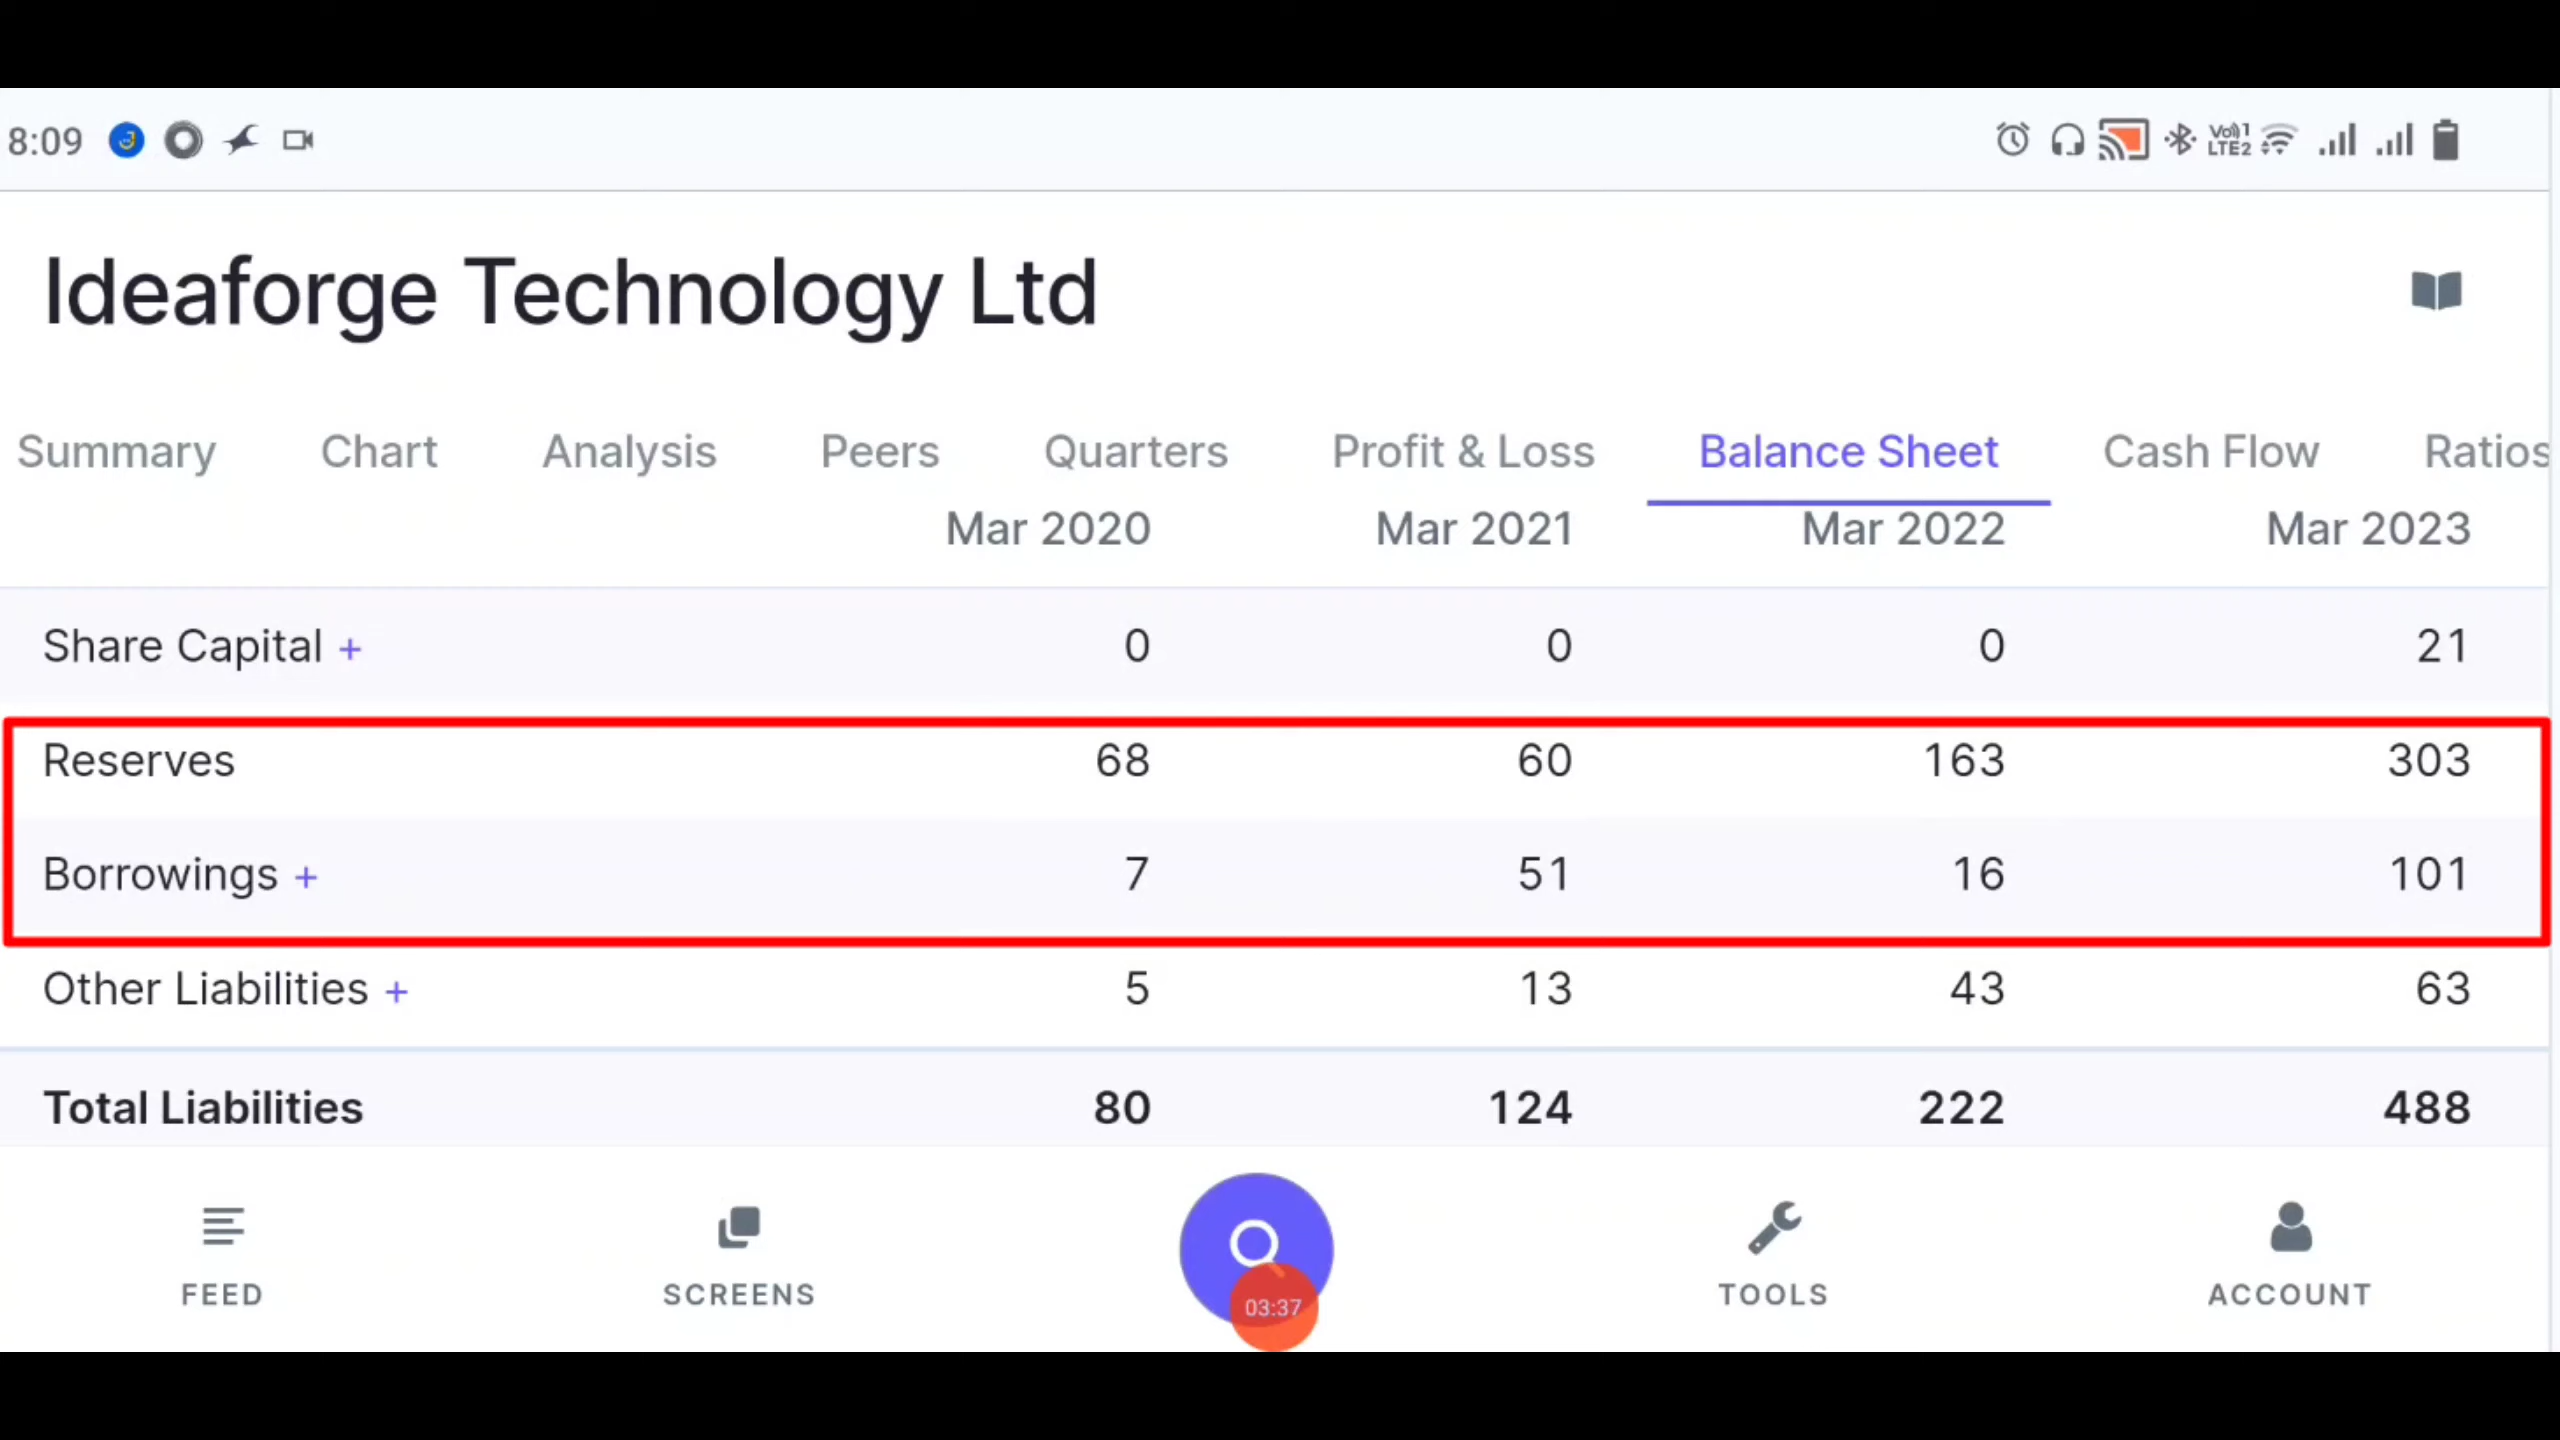 8:09 Vo)) 1 LTE2
Ideaforge Technology Ltd
Summary Chart Analysis Peers Quarters Profit & Loss Balance Sheet Cash Flow Ratios
Mar 2020 Mar 2021 Mar 2022 Mar 2023
Share Capital + 0 0 0 21
Reserves 68 60 163 303
Borrowings + 7 51 16 101
Other Liabilities + 5 13 43 63
Total Liabilities 80 124 222 488
FEED SCREENS 03:37 TOOLS ACCOUNT